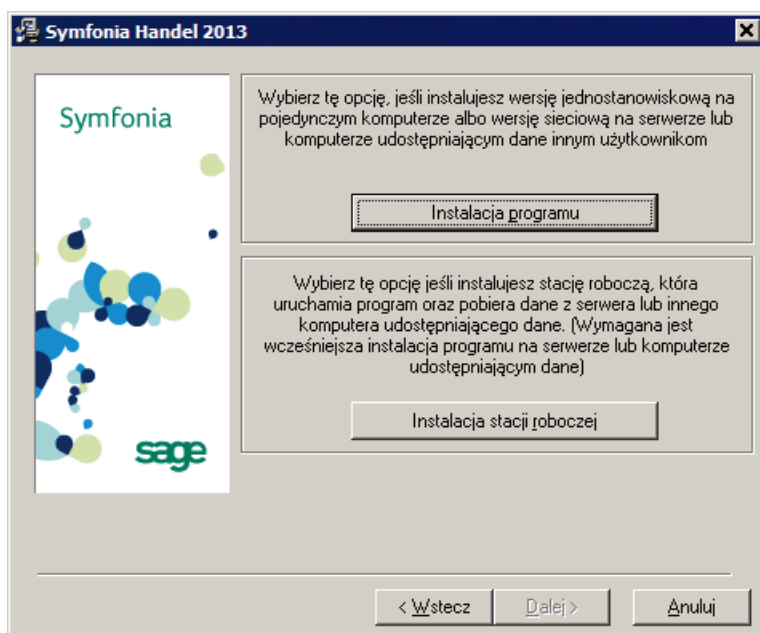 Symfonia Handel 2013
Symfonia
sage
Wybierz tę opcję, jeśli instalujesz wersję jednostanowiskową na
pojedynczym komputerze albo wersję sieciową na serwerze lub
komputerze udostępniającym dane innym użytkownikom
Instalacja programu
Wybierz tę opcję jeśli instalujesz stację roboczą, która
uruchamia program oraz pobiera dane z serwera lub innego
komputera udostępniającego dane. (Wymagana jest
wcześniejsza instalacja programu na serwerze lub komputerze
udostępniającym dane)
Instalacja stacji roboczej
< Wstecz
Dalej >
Anuluj